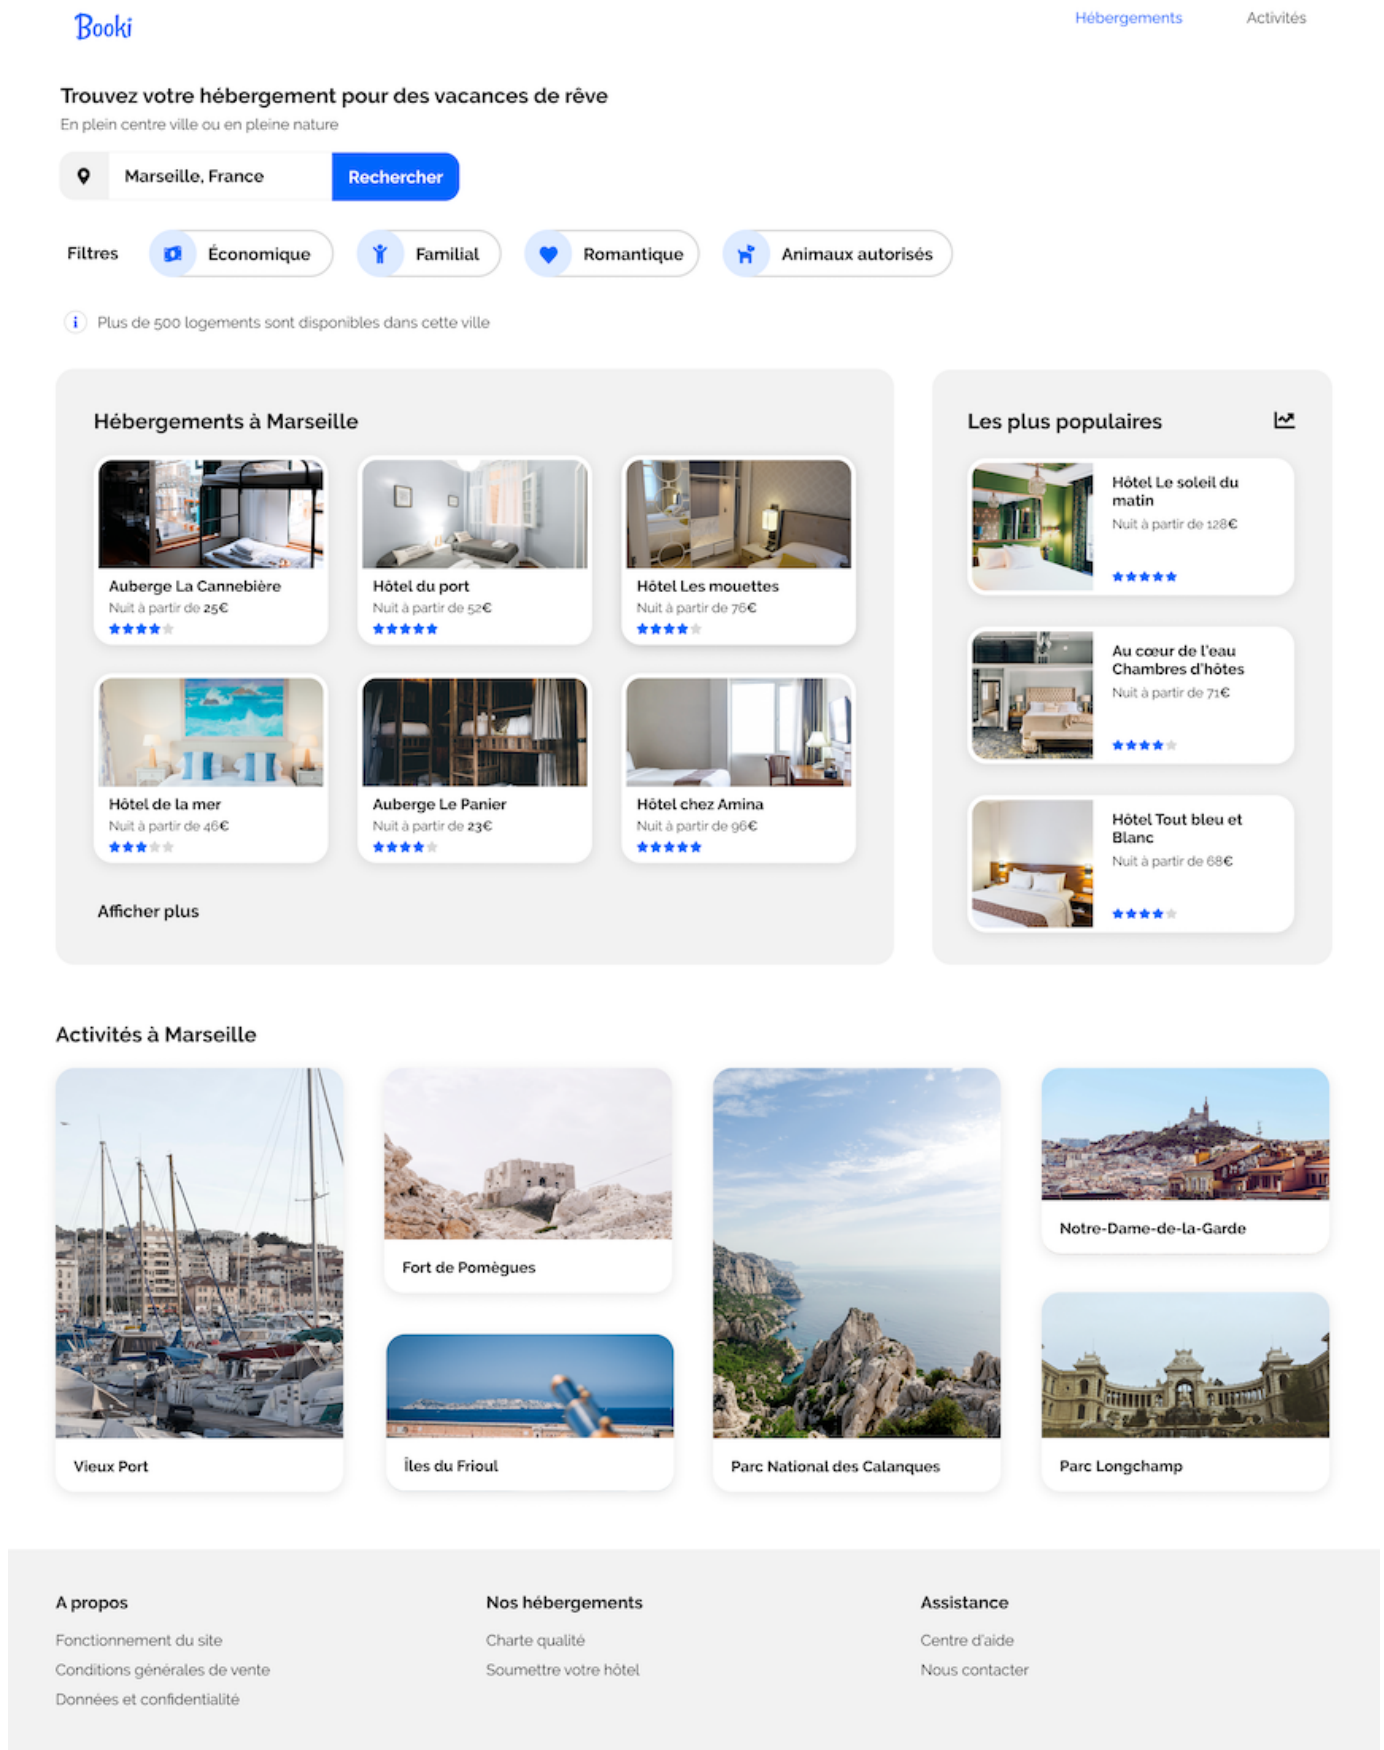 Booki
Hébergements
Activités
Trouvez votre hébergement pour des vacances de rêve
En plein centre ville ou en pleine nature
Marseille, France
Rechercher
Filtres
Économique
Familial
Romantique
Animaux autorisés
Plus de 500 logements sont disponibles dans cette ville
Hébergements à Marseille
Auberge La Cannebière
Nuit à partir de 25€
Hôtel du port
Nuit à partir de 52€
Hôtel Les mouettes
Nuit à partir de 76€
Hôtel de la mer
Nuit à partir de 46€
Auberge Le Panier
Nuit à partir de 23€
Hôtel chez Amina
Nuit à partir de 96€
Afficher plus
Les plus populaires
Hôtel Le soleil du
matin
Nuit à partir de 128€
Au cœur de l'eau
Chambres d'hôtes
Nuit à partir de 71€
Hôtel Tout bleu et
Blanc
Nuit à partir de 68€
Activités à Marseille
Vieux Port
Fort de Pomègues
Îles du Frioul
Parc National des Calanques
Notre-Dame-de-la-Garde
Parc Longchamp
A propos
Fonctionnement du site
Conditions générales de vente
Données et confidentialité
Nos hébergements
Charte qualité
Soumettre votre hôtel
Assistance
Centre d'aide
Nous contacter